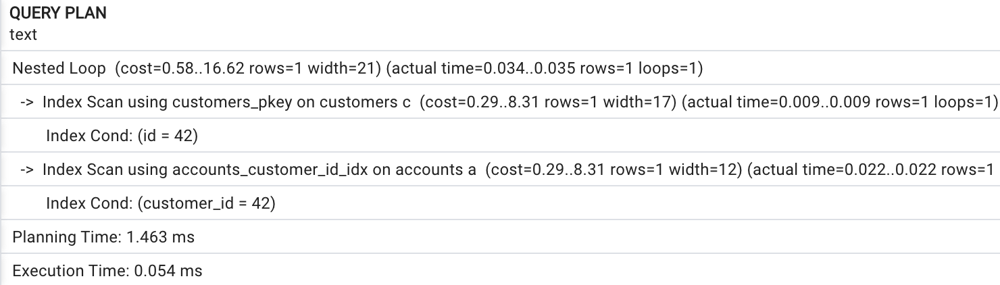 QUERY PLAN
text
Nested Loop  (cost=0.58..16.62 rows=1 width=21) (actual time=0.034..0.035 rows=1 loops=1)
->  Index Scan using customers_pkey on customers c  (cost=0.29..8.31 rows=1 width=17) (actual time=0.009..0.009 rows=1 loops=1)
Index Cond: (id = 42)
->  Index Scan using accounts_customer_id_idx on accounts a  (cost=0.29..8.31 rows=1 width=12) (actual time=0.022..0.022 rows=1
Index Cond: (customer_id = 42)
Planning Time: 1.463 ms
Execution Time: 0.054 ms